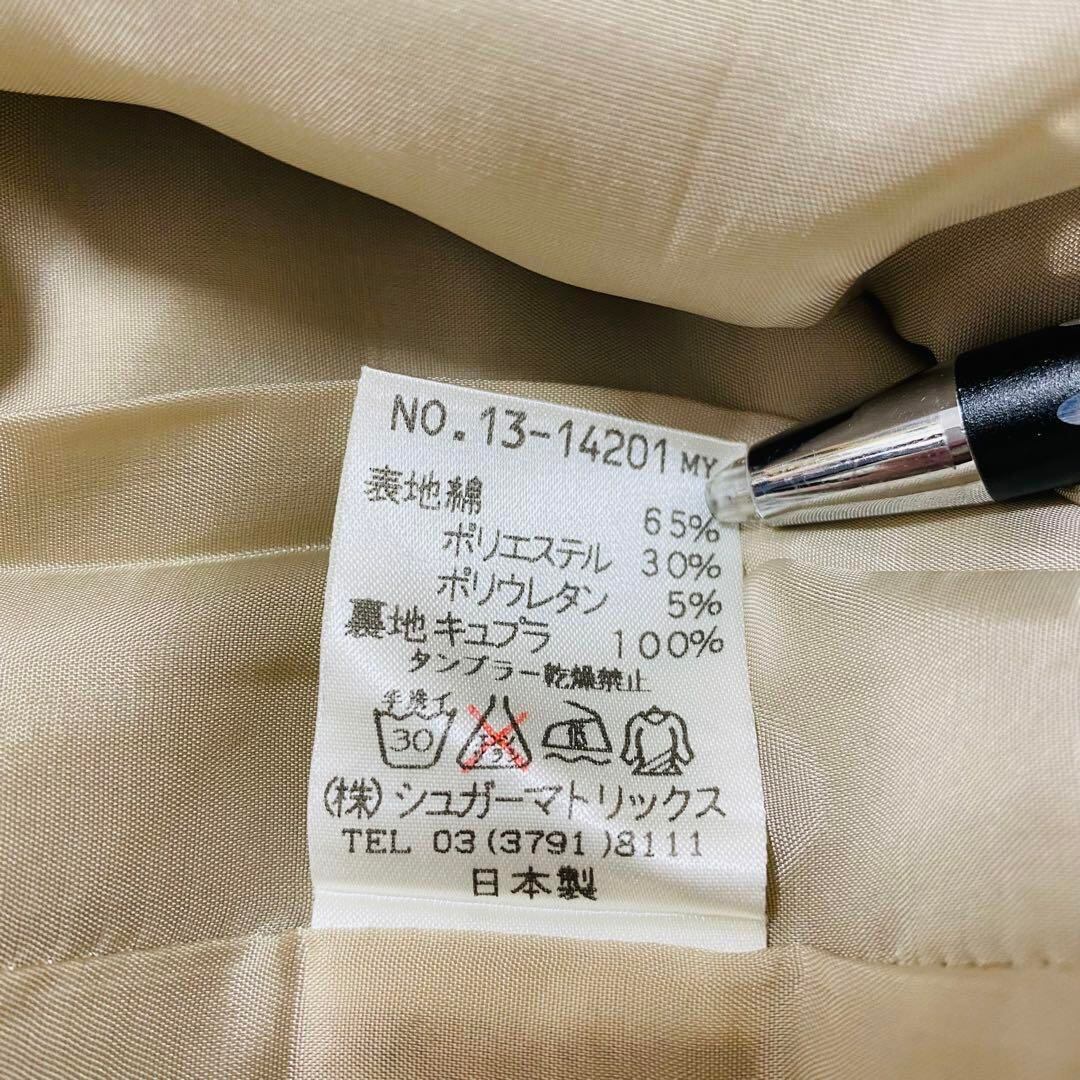 NO.13-14201 MY
表地綿 65%
ポリエステル 30%
ポリウレタン 5%
裏地キュプラ 100%
タンブラー乾燥禁止
手洗イ
30
(株)シュガーマトリックス
TEL 03(3791)8111
日本製